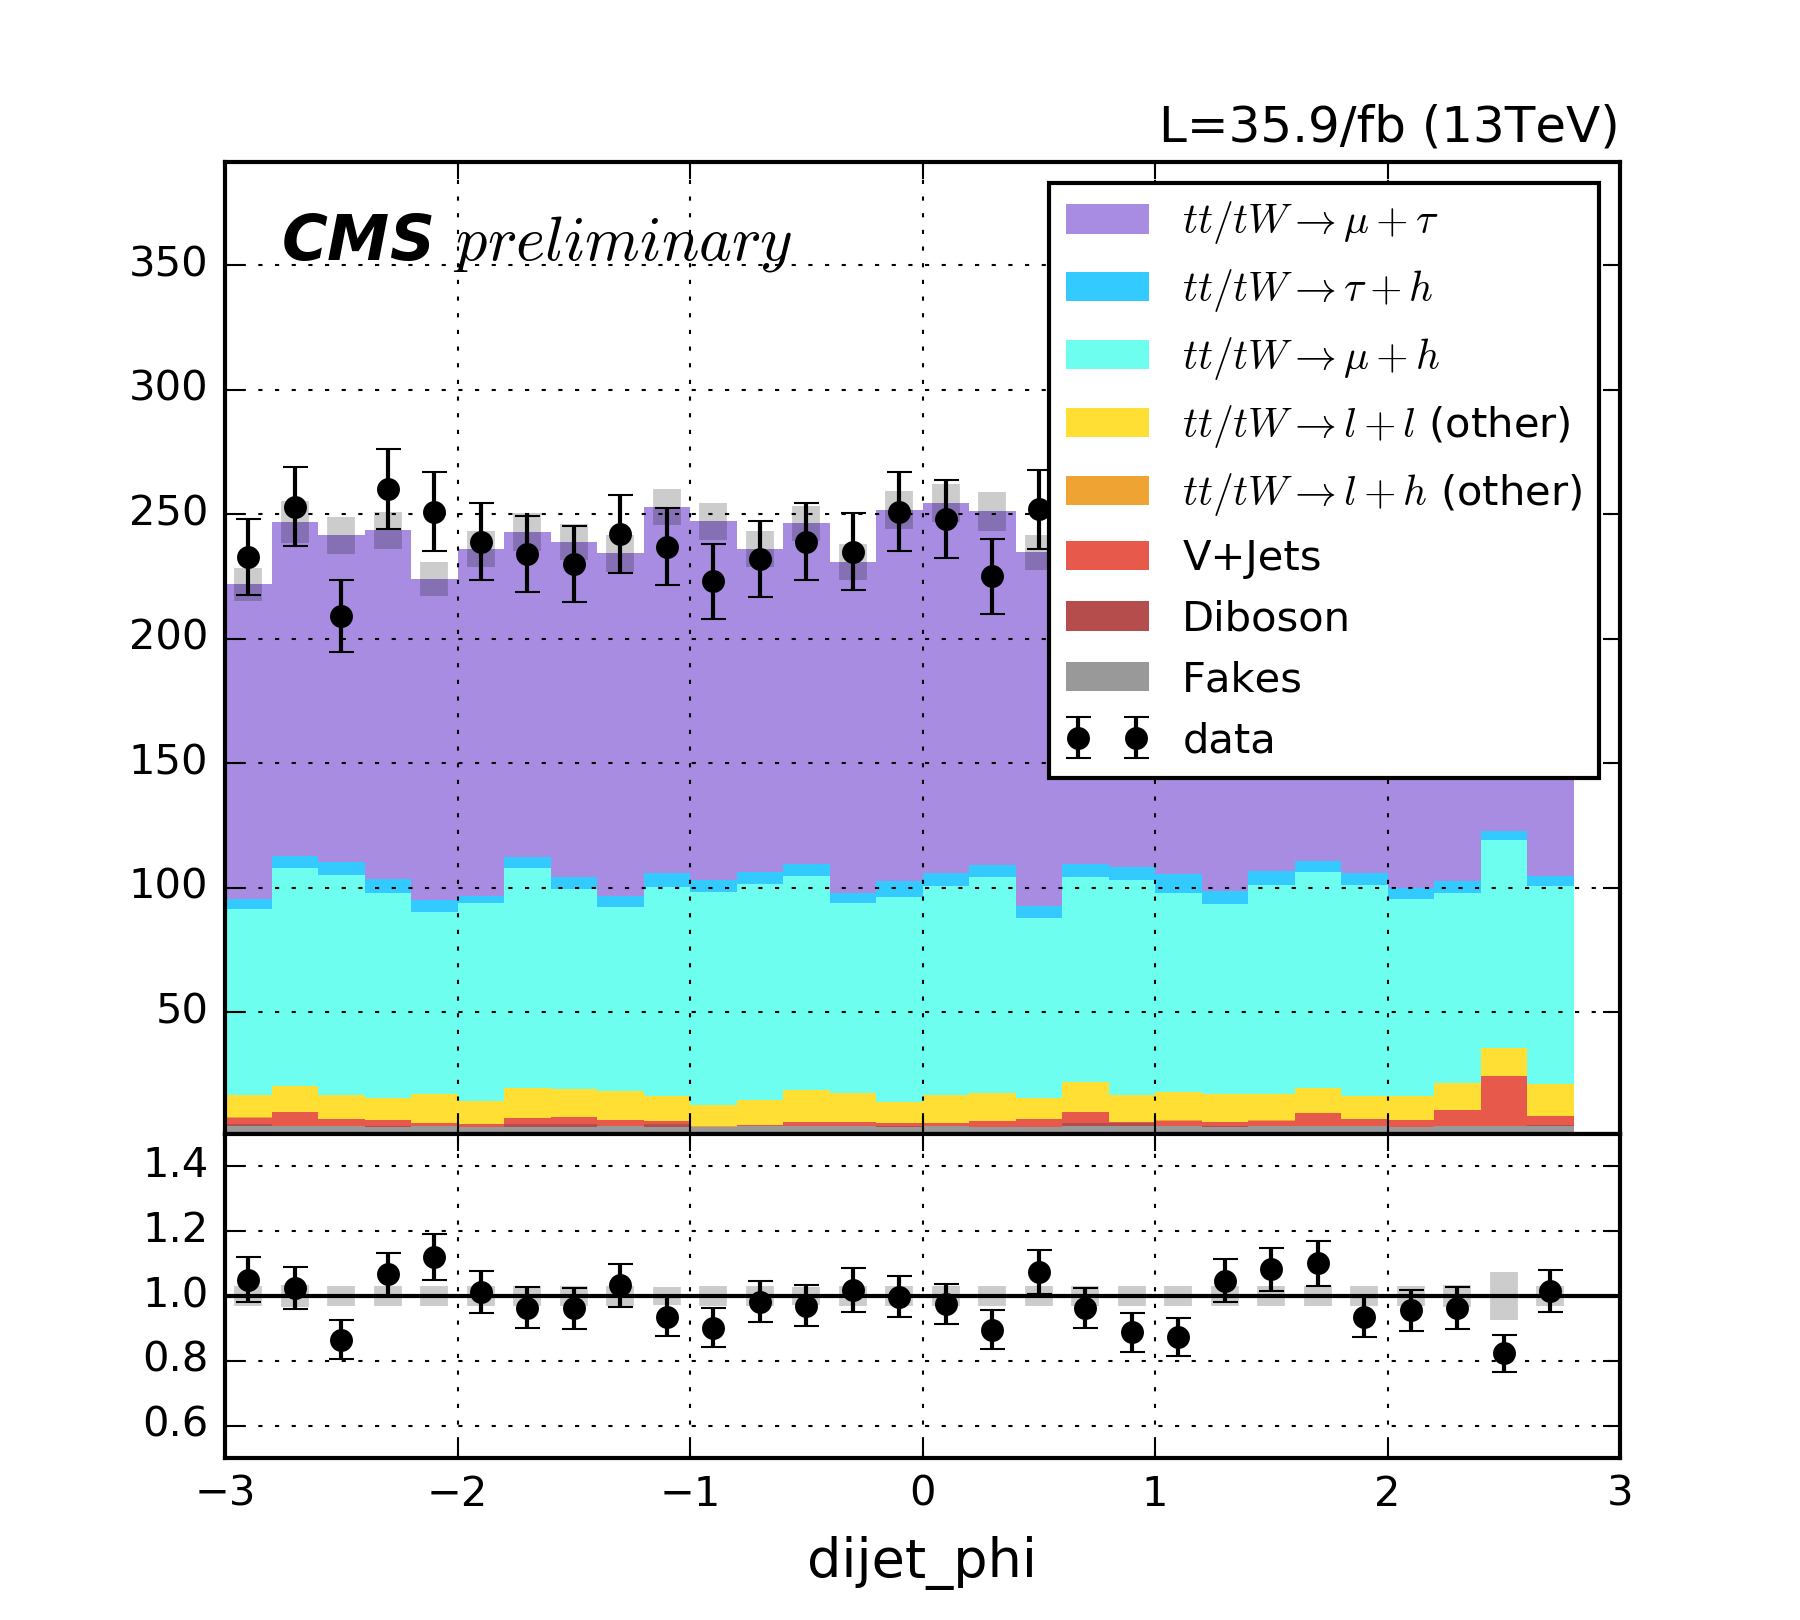 L=35.9/fb (13TeV)
CMS preliminary
tt/tW→μ+τ
tt/tW→τ+h
tt/tW→μ+h
tt/tW→l+l (other)
tt/tW→l+h (other)
V+Jets
Diboson
Fakes
data
350
300
250
200
150
100
50
1.4
1.2
1.0
0.8
0.6
−3 −2 −1 0 1 2 3
dijet_phi